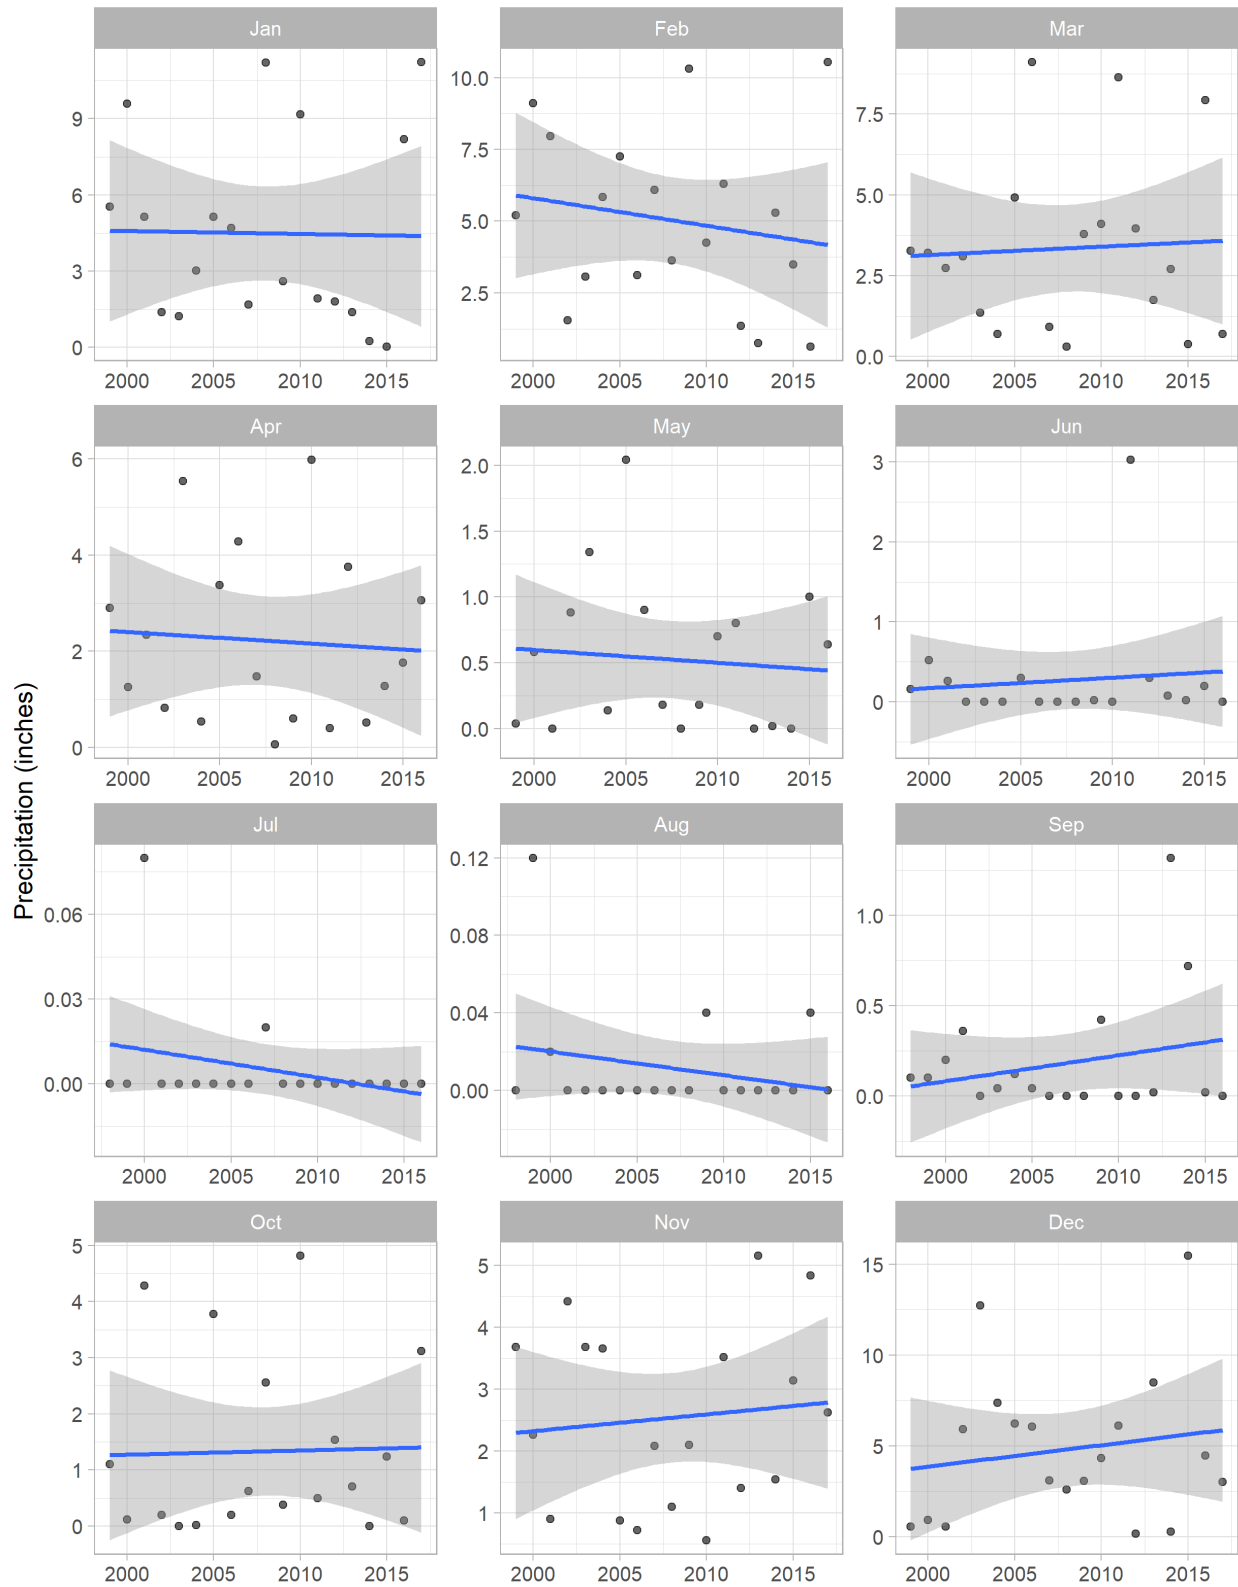 Precipitation (inches)
Jan Feb Mar
9 10.0 7.5
6 7.5 5.0
3 5.0 2.5
0 2.5 0.0
2000 2005 2010 2015 2000 2005 2010 2015 2000 2005 2010 2015
Apr May Jun
6 2.0 3
4 1.5 2
2 1.0 1
0 0.5 0
0.0
2000 2005 2010 2015 2000 2005 2010 2015 2000 2005 2010 2015
Jul Aug Sep
0.06 0.12 1.0
0.03 0.08 0.5
0.00 0.04 0.0
0.00
2000 2005 2010 2015 2000 2005 2010 2015 2000 2005 2010 2015
Oct Nov Dec
5 5 15
4 4 10
3 3 5
2 2 0
1 1
0
2000 2005 2010 2015 2000 2005 2010 2015 2000 2005 2010 2015